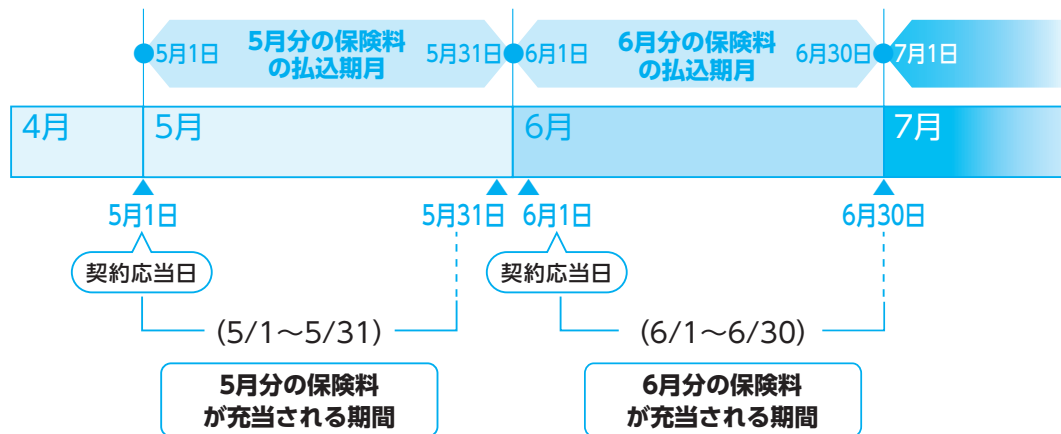 5月1日
5月分の保険料
の払込期月
5月31日
6月1日
6月分の保険料
の払込期月
6月30日
7月1日
4月
5月
6月
7月
5月1日
5月31日
6月1日
6月30日
契約応当日
契約応当日
(5/1〜5/31)
(6/1〜6/30)
5月分の保険料
が充当される期間
6月分の保険料
が充当される期間